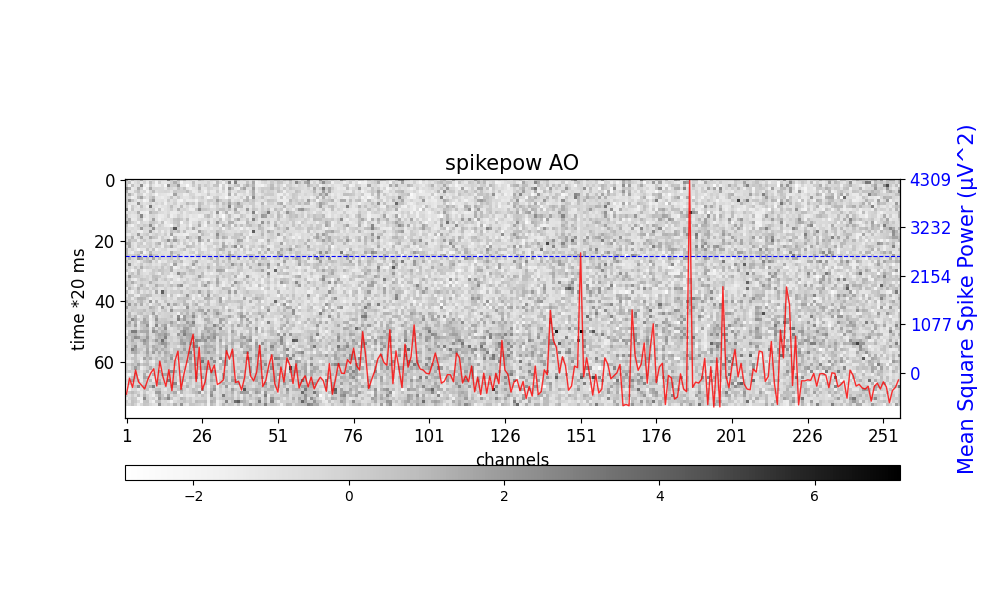 spikepow AO
0
20
40
60
time *20 ms
4309
3232
2154
1077
0
Mean Square Spike Power (μV^2)
1 26 51 76 101 126 151 176 201 226 251
channels
−2 0 2 4 6